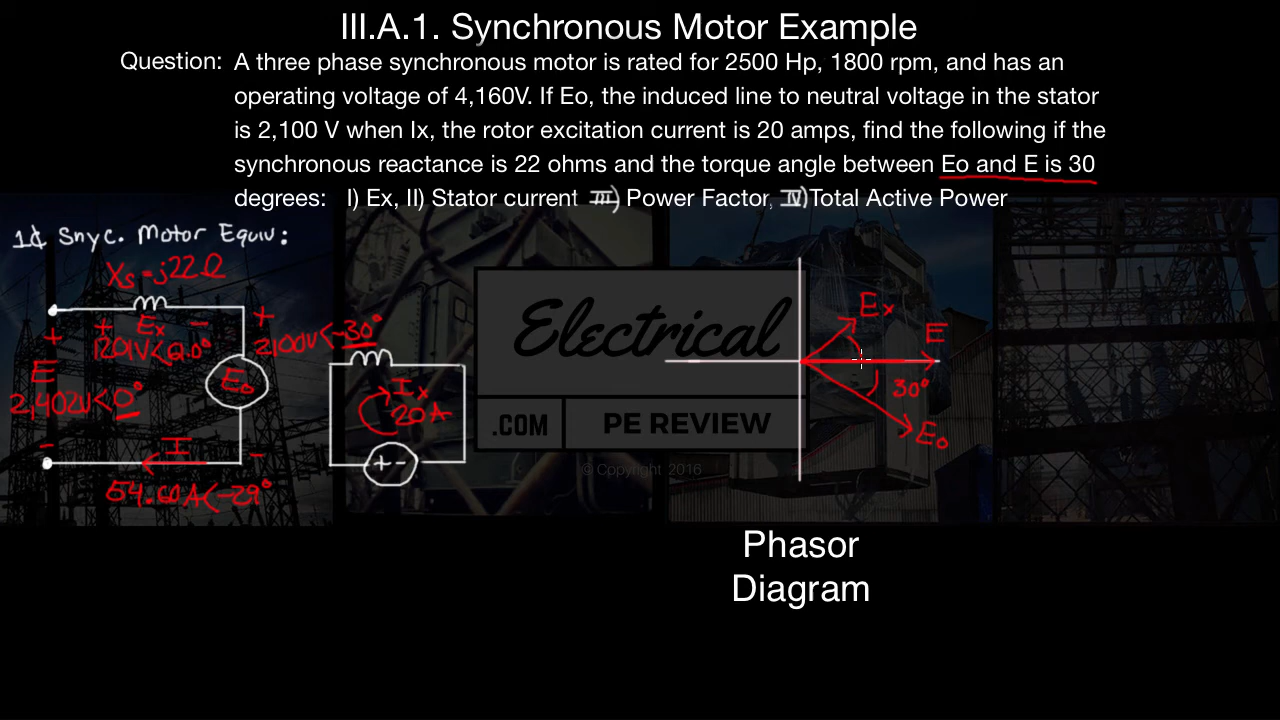 III.A.1. Synchronous Motor Example
Question: A three phase synchronous motor is rated for 2500 Hp, 1800 rpm, and has an
operating voltage of 4,160V. If Eo, the induced line to neutral voltage in the stator
is 2,100 V when Ix, the rotor excitation current is 20 amps, find the following if the
synchronous reactance is 22 ohms and the torque angle between Eo and E is 30
degrees: I) Ex, II) Stator current III) Power Factor, IV) Total Active Power
1¢ Snyc. Motor Equiv:
Xs = j22Ω
+ Ex -
1201V<61.0°
+
2100V<-30°
+
E
2,402V<0°
-
Eo
-
I
54.60A<-29°
Ix
20A
+ -
Ex
E
30°
Eo
Electrical
.COM PE REVIEW
© Copyright 2016
Phasor
Diagram